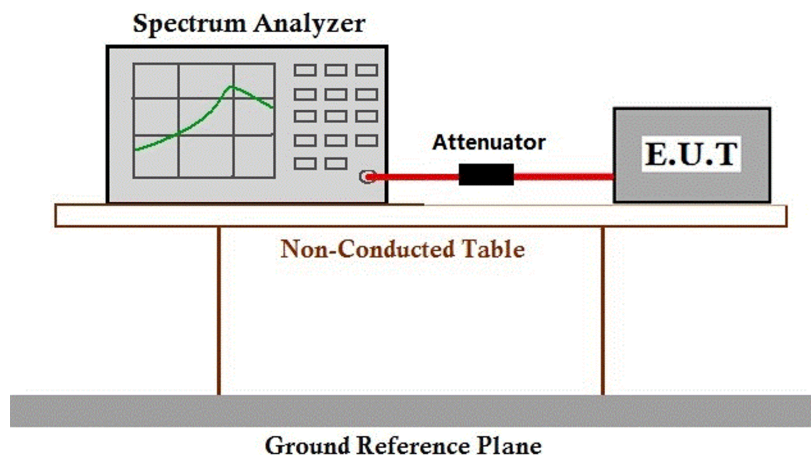 Spectrum Analyzer
Attenuator
E.U.T
Non-Conducted Table
Ground Reference Plane